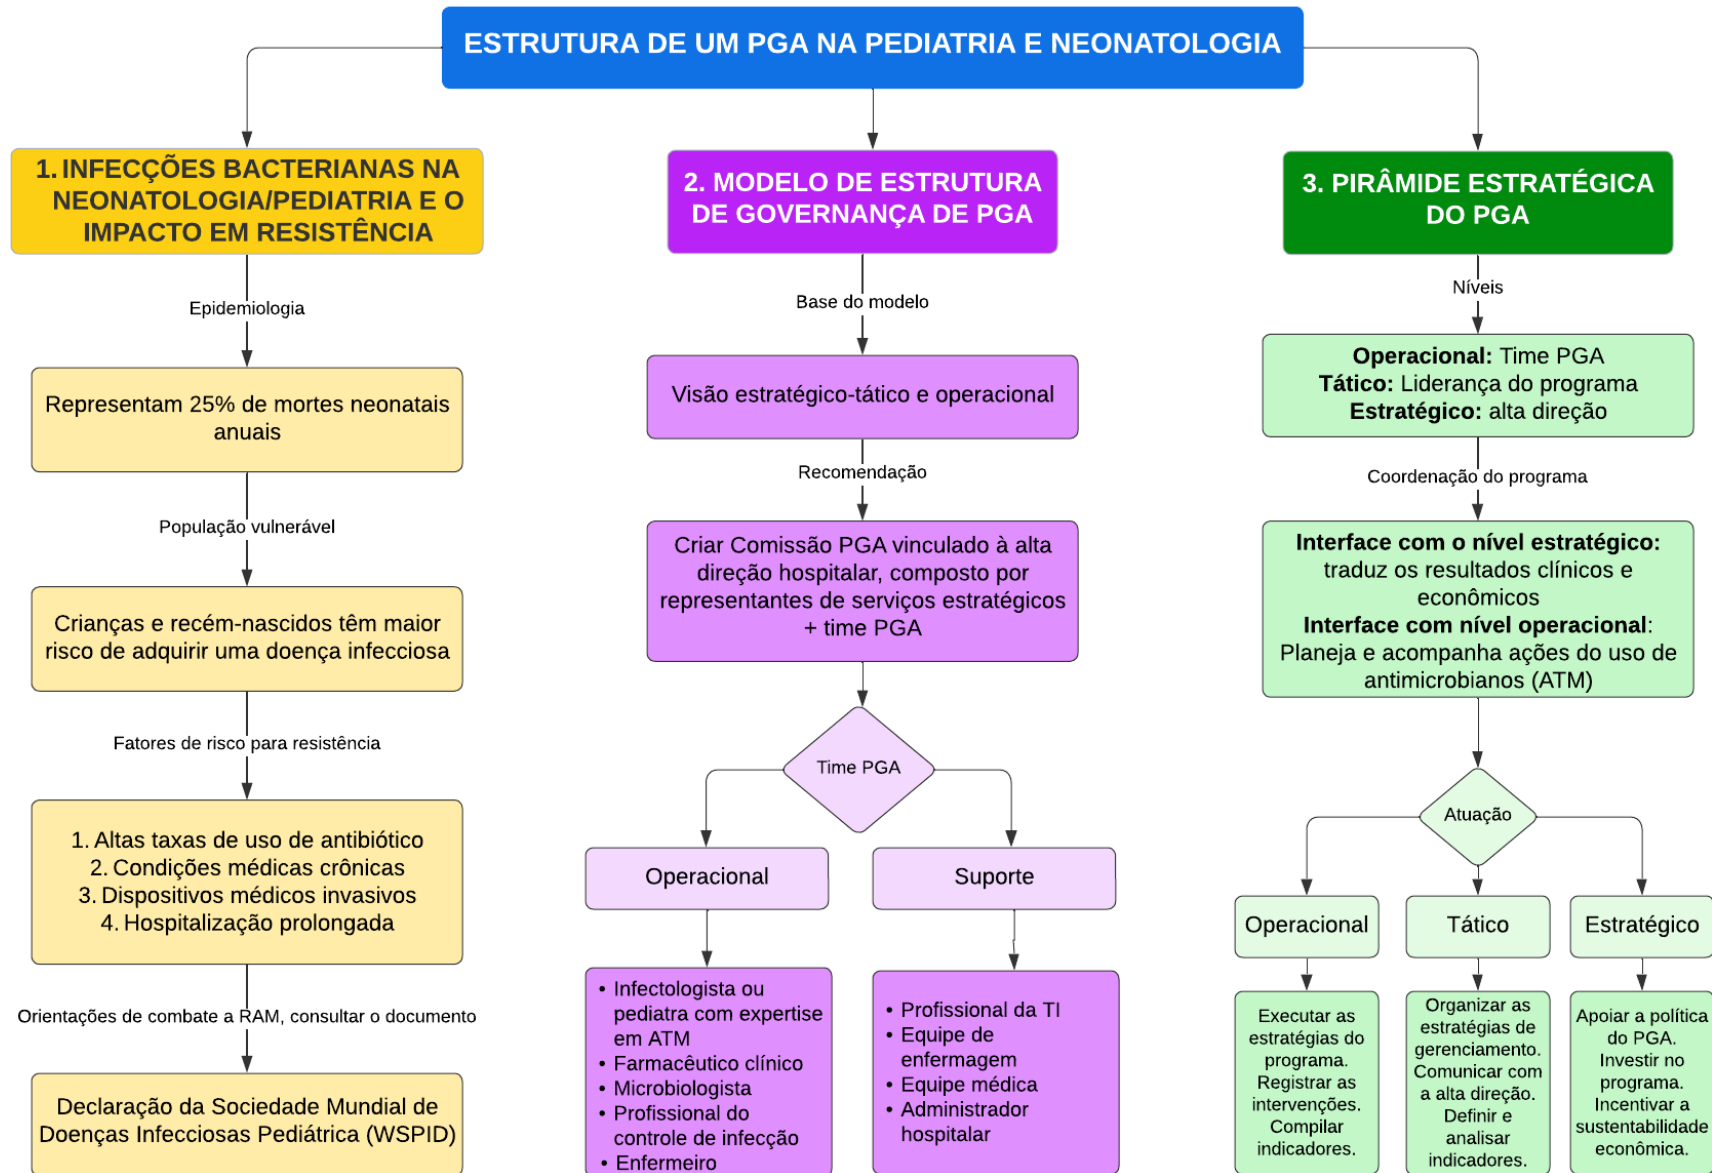 ESTRUTURA DE UM PGA NA PEDIATRIA E NEONATOLOGIA
1. INFECÇÕES BACTERIANAS NA
NEONATOLOGIA/PEDIATRIA E O
IMPACTO EM RESISTÊNCIA
Epidemiologia
Representam 25% de mortes neonatais
anuais
População vulnerável
Crianças e recém-nascidos têm maior
risco de adquirir uma doença infecciosa
Fatores de risco para resistência
1. Altas taxas de uso de antibiótico
2. Condições médicas crônicas
3. Dispositivos médicos invasivos
4. Hospitalização prolongada
Orientações de combate a RAM, consultar o documento
Declaração da Sociedade Mundial de
Doenças Infecciosas Pediátrica (WSPID)
2. MODELO DE ESTRUTURA
DE GOVERNANÇA DE PGA
Base do modelo
Visão estratégico-tático e operacional
Recomendação
Criar Comissão PGA vinculado à alta
direção hospitalar, composto por
representantes de serviços estratégicos
+ time PGA
Time PGA
Operacional
• Infectologista ou
pediatra com expertise
em ATM
• Farmacêutico clínico
• Microbiologista
• Profissional do
controle de infecção
• Enfermeiro
Suporte
• Profissional da TI
• Equipe de
enfermagem
• Equipe médica
• Administrador
hospitalar
3. PIRÂMIDE ESTRATÉGICA
DO PGA
Níveis
Operacional: Time PGA
Tático: Liderança do programa
Estratégico: alta direção
Coordenação do programa
Interface com o nível estratégico:
traduz os resultados clínicos e
econômicos
Interface com nível operacional:
Planeja e acompanha ações do uso de
antimicrobianos (ATM)
Atuação
Operacional
Executar as
estratégias do
programa.
Registrar as
intervenções.
Compilar
indicadores.
Tático
Organizar as
estratégias de
gerenciamento.
Comunicar com
a alta direção.
Definir e
analisar
indicadores.
Estratégico
Apoiar a política
do PGA.
Investir no
programa.
Incentivar a
sustentabilidade
econômica.